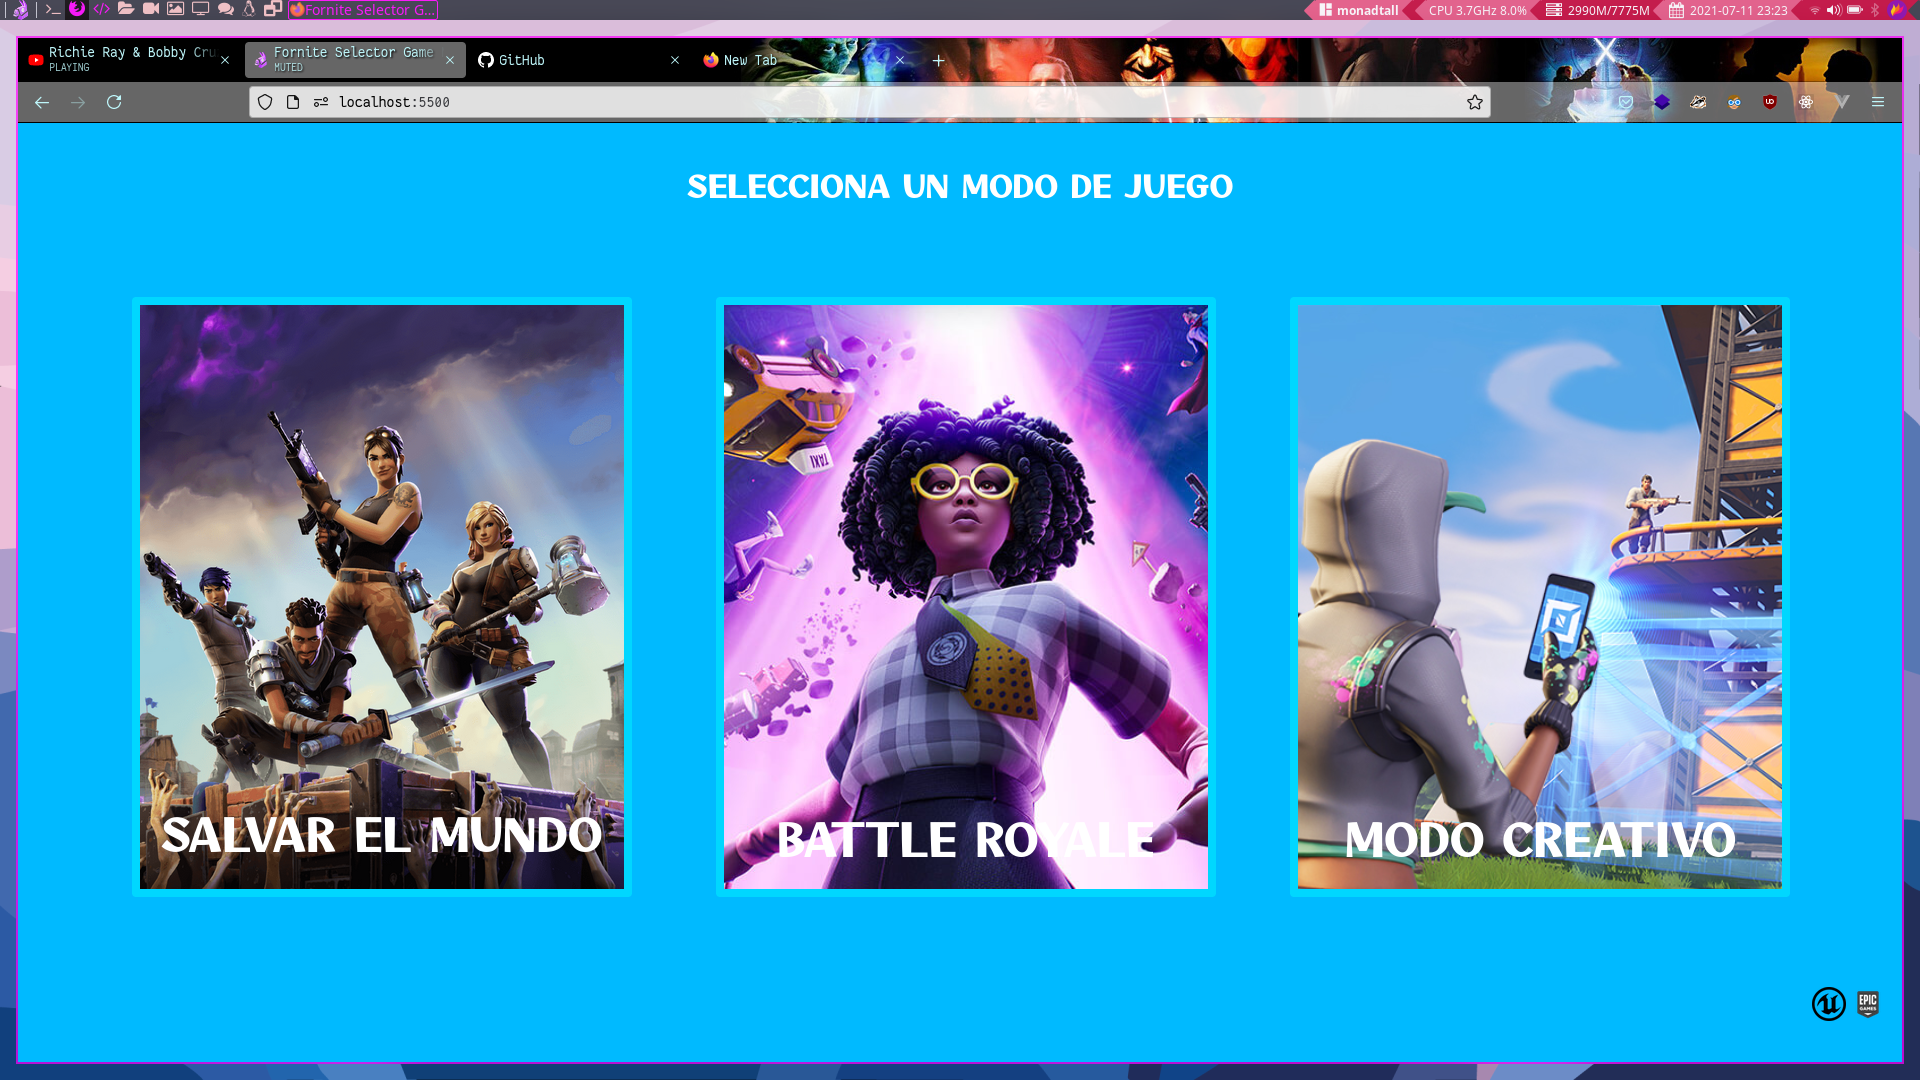 Fornite Selector G...
monadtall
CPU 3.7GHz 8.0%
2990M/7775M
2021-07-11 23:23
Richie Ray & Bobby Cru
PLAYING
Fornite Selector Game
MUTED
GitHub
New Tab
localhost:5500
SELECCIONA UN MODO DE JUEGO
TAXI
SALVAR EL MUNDO
BATTLE ROYALE
MODO CREATIVO
EPIC
GAMES